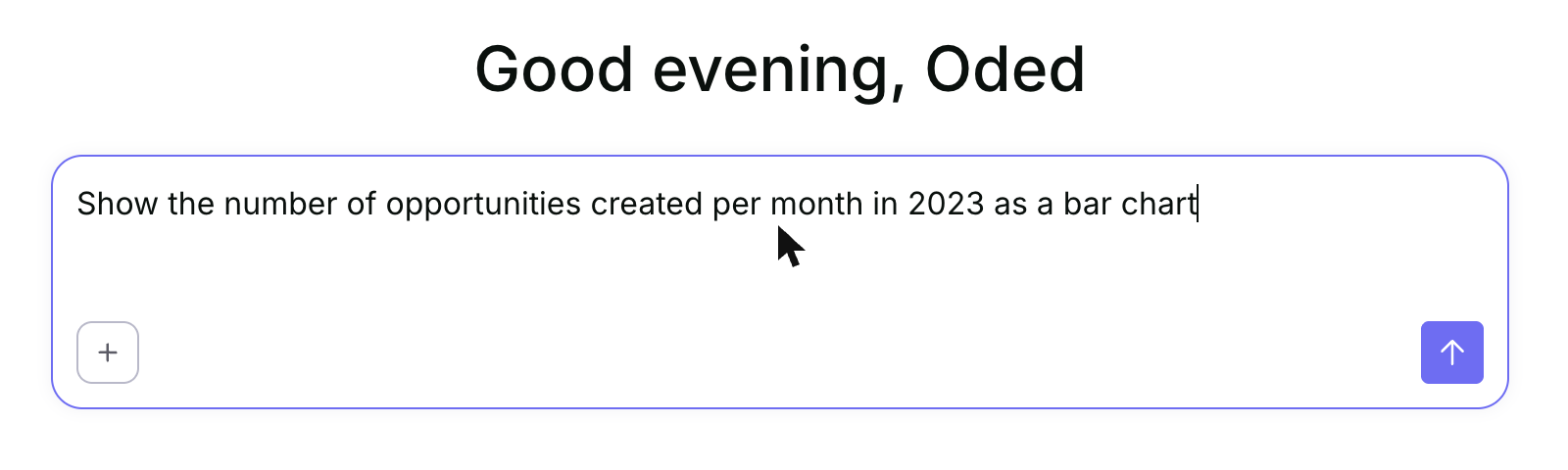 Good evening, Oded
Show the number of opportunities created per month in 2023 as a bar chart